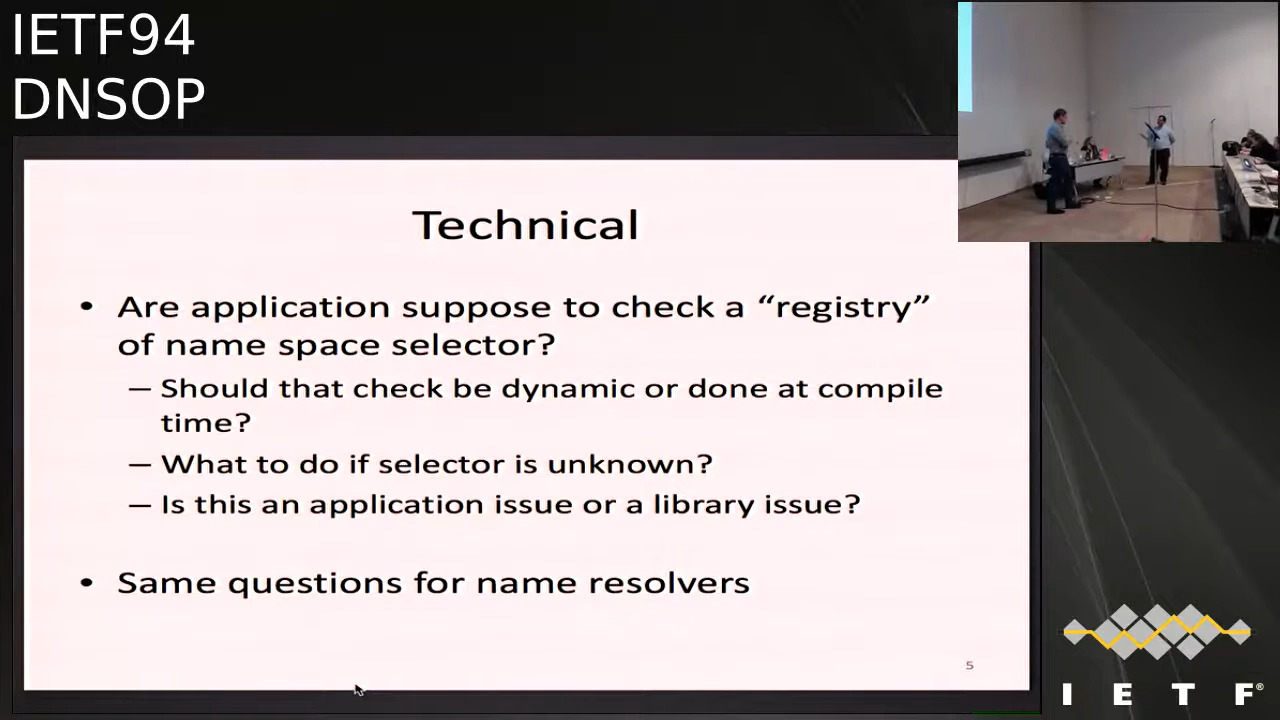 IETF94
DNSOP
Technical
• Are application suppose to check a “registry”
of name space selector?
— Should that check be dynamic or done at compile
time?
— What to do if selector is unknown?
— Is this an application issue or a library issue?
• Same questions for name resolvers
5
I E T F®